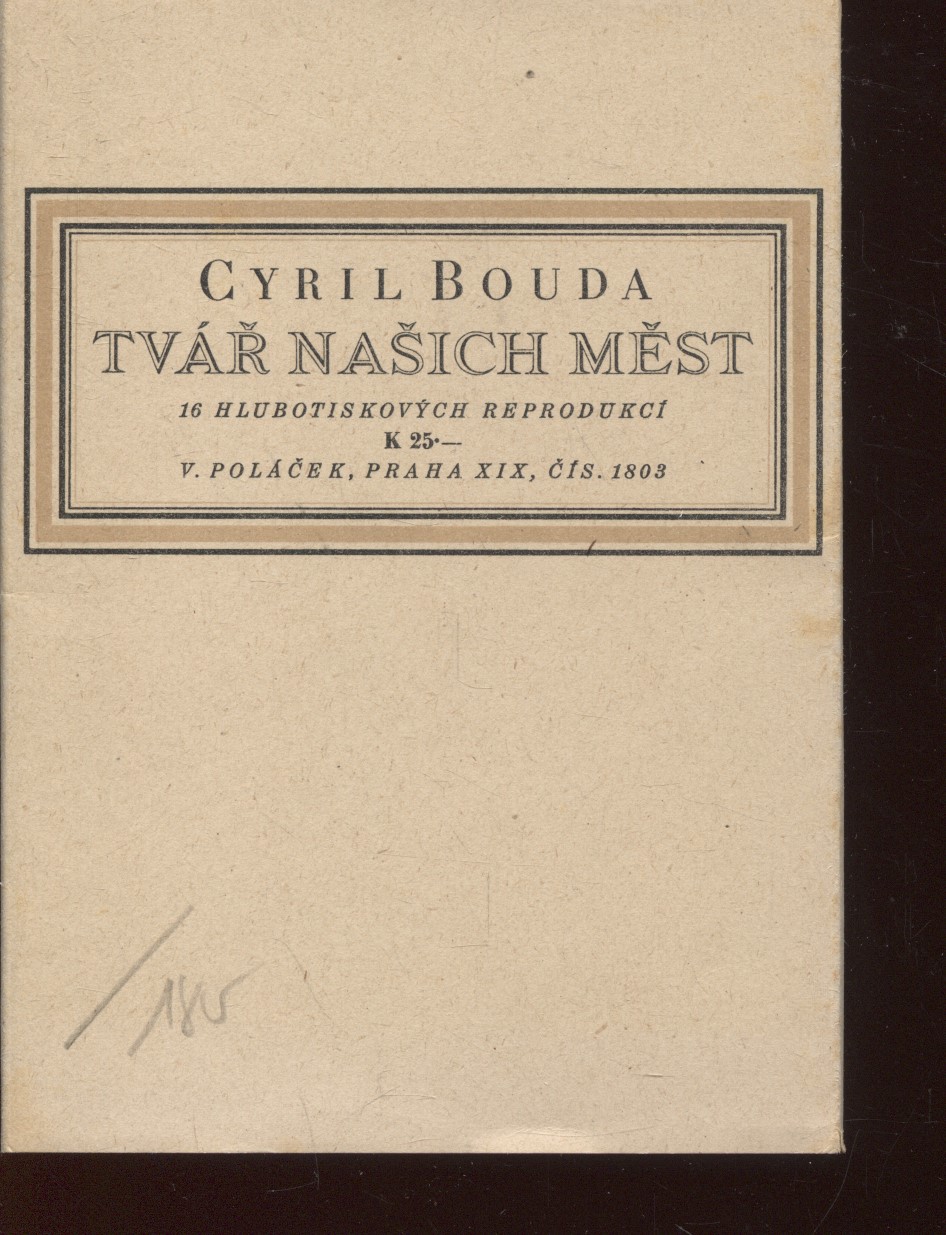 CYRIL BOUDA
TVÁŘ NAŠICH MĚST
16 HLUBOTISKOVÝCH REPRODUKCÍ
K 25·—
V. POLÁČEK, PRAHA XIX, ČÍS. 1803